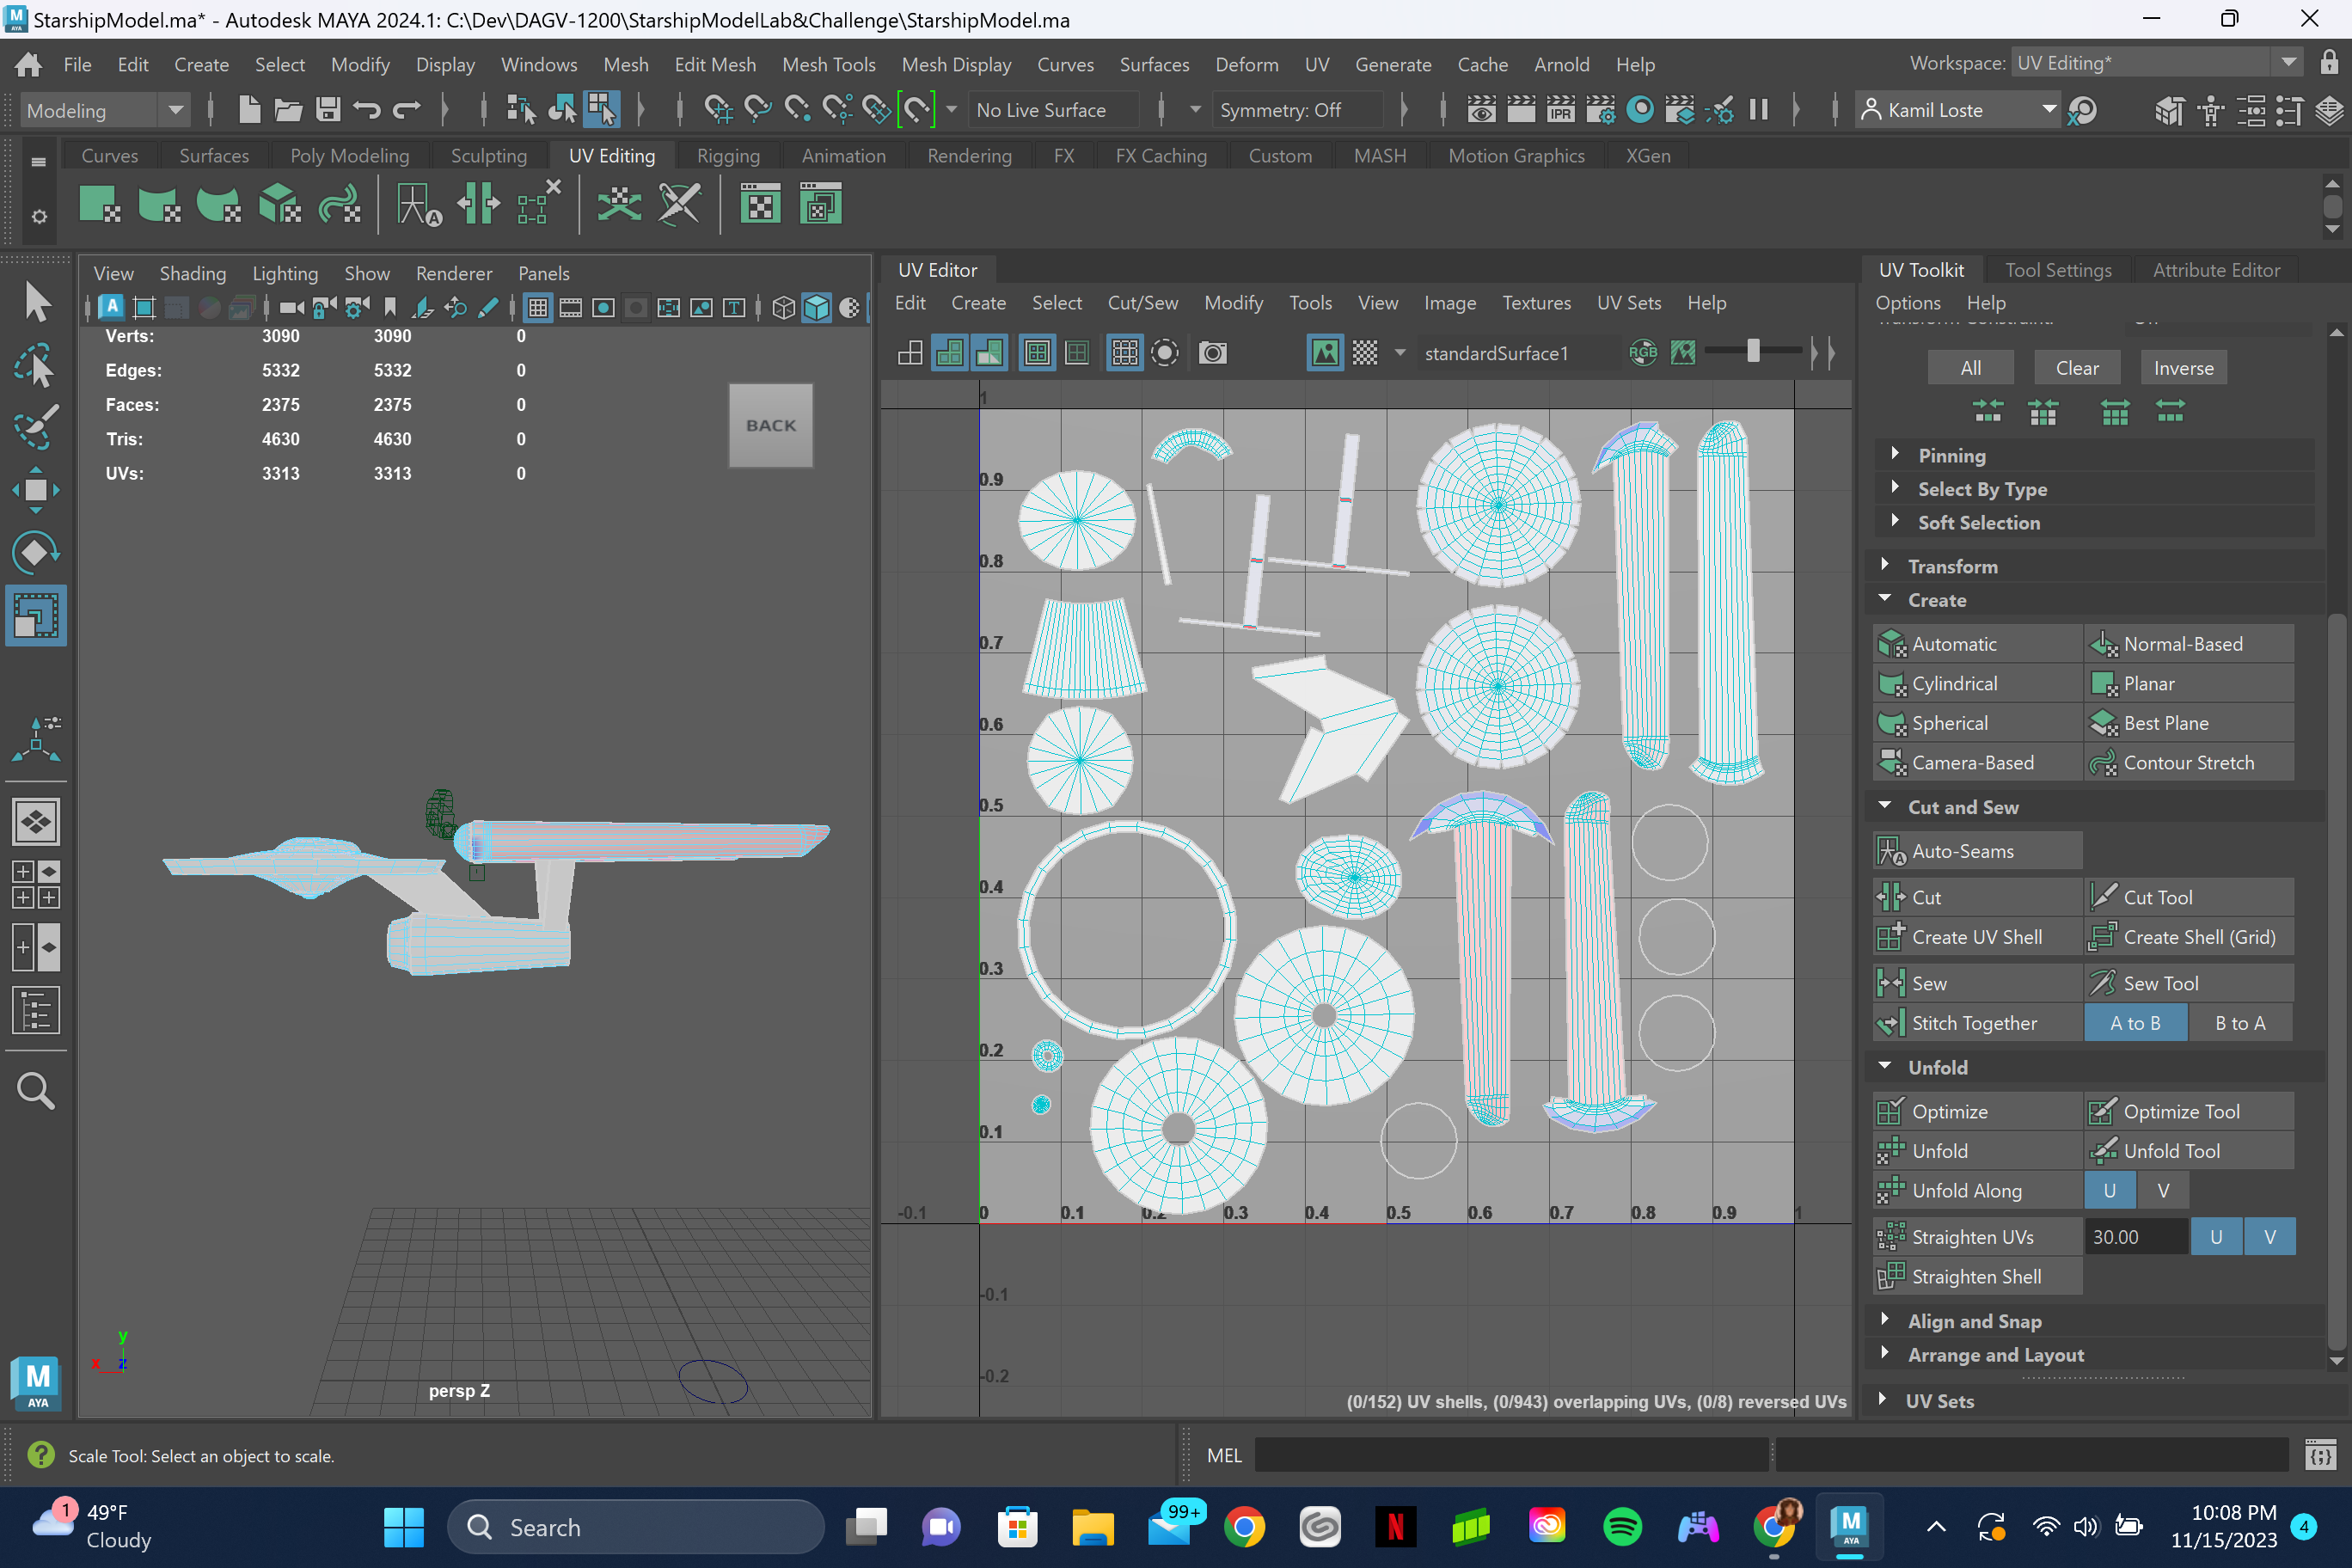 StarshipModel.ma* - Autodesk MAYA 2024.1: C:\Dev\DAGV-1200\StarshipModelLab&Challenge\StarshipModel.ma
File Edit Create Select Modify Display Windows Mesh Edit Mesh Mesh Tools Mesh Display Curves Surfaces Deform UV Generate Cache Arnold Help
Workspace: UV Editing*
Modeling
No Live Surface
Symmetry: Off
IPR
Kamil Loste
Curves Surfaces Poly Modeling Sculpting UV Editing Rigging Animation Rendering FX FX Caching Custom MASH Motion Graphics XGen
View Shading Lighting Show Renderer Panels
Verts: 3090 3090 0
Edges: 5332 5332 0
Faces: 2375 2375 0
Tris: 4630 4630 0
UVs: 3313 3313 0
BACK
y
x z
persp Z
UV Editor
Edit Create Select Cut/Sew Modify Tools View Image Textures UV Sets Help
standardSurface1
RGB
1
0.9
0.8
0.7
0.6
0.5
0.4
0.3
0.2
0.1
-0.1 0 0.1 0.2 0.3 0.4 0.5 0.6 0.7 0.8 0.9 1
-0.1
-0.2
(0/152) UV shells, (0/943) overlapping UVs, (0/8) reversed UVs
UV Toolkit Tool Settings Attribute Editor
Options Help
All Clear Inverse
Pinning
Select By Type
Soft Selection
Transform
Create
Automatic Normal-Based
Cylindrical Planar
Spherical Best Plane
Camera-Based Contour Stretch
Cut and Sew
Auto-Seams
Cut Cut Tool
Create UV Shell Create Shell (Grid)
Sew Sew Tool
Stitch Together A to B B to A
Unfold
Optimize Optimize Tool
Unfold Unfold Tool
Unfold Along U V
Straighten UVs 30.00 U V
Straighten Shell
Align and Snap
Arrange and Layout
UV Sets
M
AYA
Scale Tool: Select an object to scale.
MEL
1
49°F
Cloudy
Search
99+
N
M
AYA
10:08 PM
11/15/2023
4